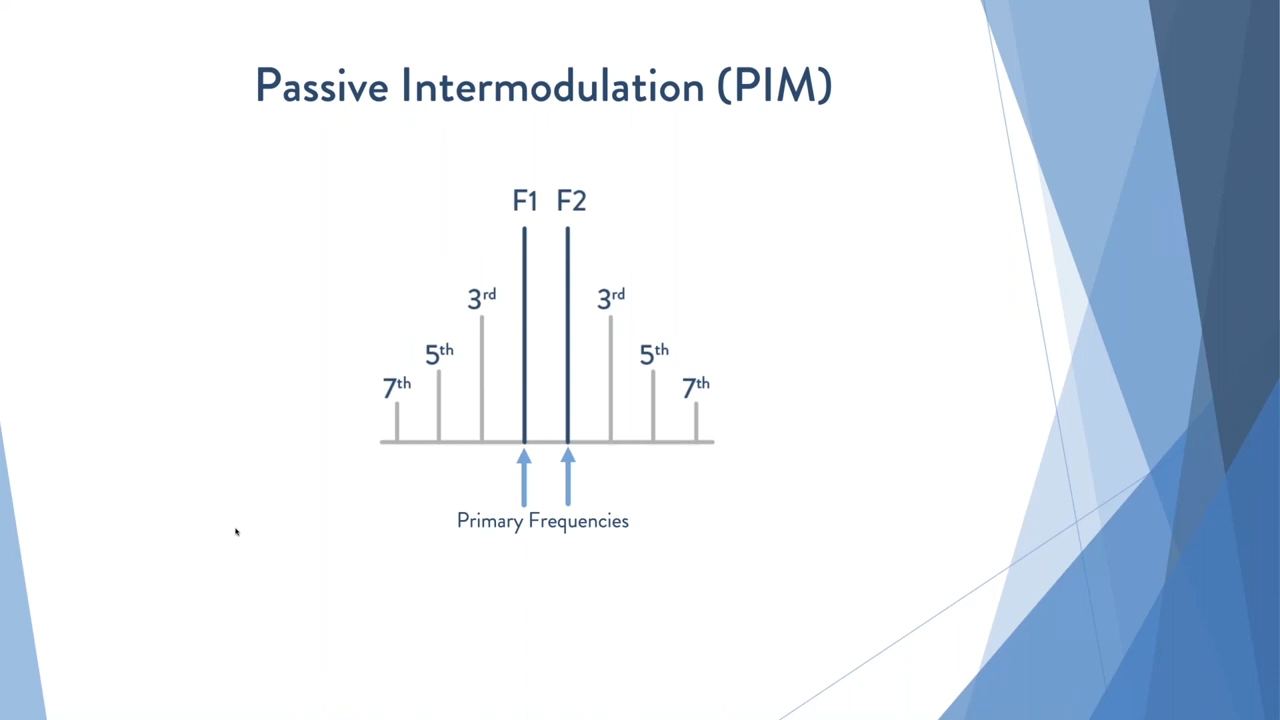 Passive Intermodulation (PIM)
F1 F2
3rd 3rd
5th 5th
7th 7th
Primary Frequencies